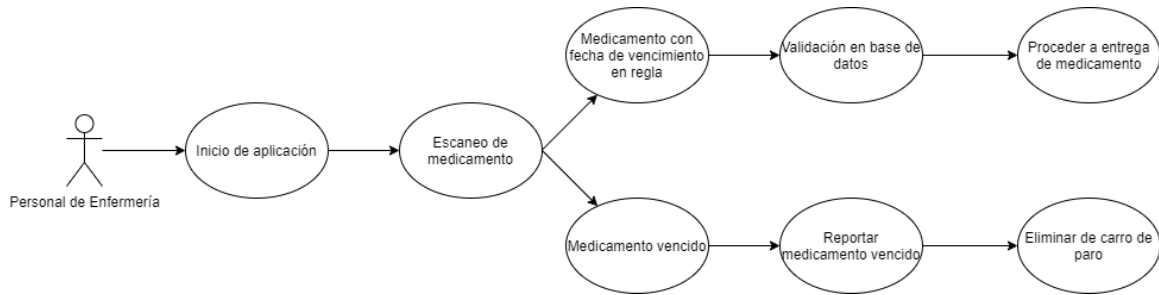 Personal de Enfermería
Inicio de aplicación
Escaneo de
medicamento
Medicamento con
fecha de vencimiento
en regla
Validación en base de
datos
Proceder a entrega
de medicamento
Medicamento vencido
Reportar
medicamento vencido
Eliminar de carro de
paro